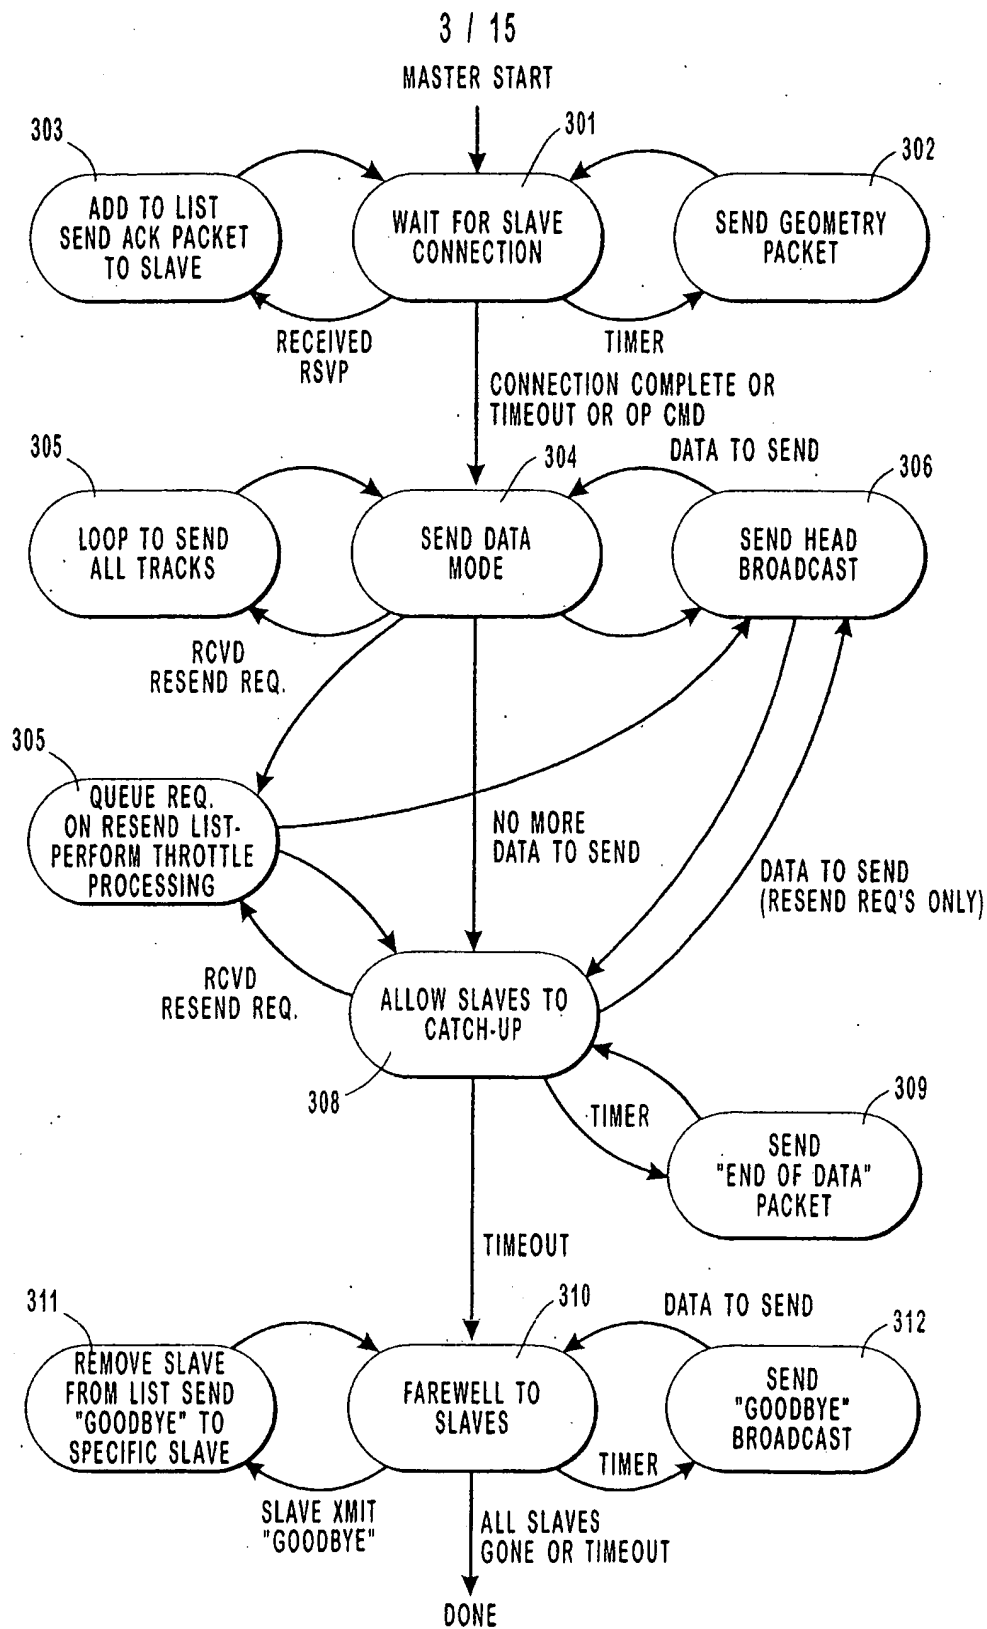 3 / 15
MASTER START
303
301
302
ADD TO LIST
SEND ACK PACKET
TO SLAVE
WAIT FOR SLAVE
CONNECTION
SEND GEOMETRY
PACKET
RECEIVED
RSVP
TIMER
CONNECTION COMPLETE OR
TIMEOUT OR OP CMD
305
304
DATA TO SEND
306
LOOP TO SEND
ALL TRACKS
SEND DATA
MODE
SEND HEAD
BROADCAST
RCVD
RESEND REQ.
305
QUEUE REQ.
ON RESEND LIST-
PERFORM THROTTLE
PROCESSING
NO MORE
DATA TO SEND
DATA TO SEND
(RESEND REQ'S ONLY)
RCVD
RESEND REQ.
ALLOW SLAVES TO
CATCH-UP
308
TIMER
309
SEND
"END OF DATA"
PACKET
TIMEOUT
311
310
DATA TO SEND
312
REMOVE SLAVE
FROM LIST SEND
"GOODBYE" TO
SPECIFIC SLAVE
FAREWELL TO
SLAVES
SEND
"GOODBYE"
BROADCAST
TIMER
SLAVE XMIT
"GOODBYE"
ALL SLAVES
GONE OR TIMEOUT
DONE